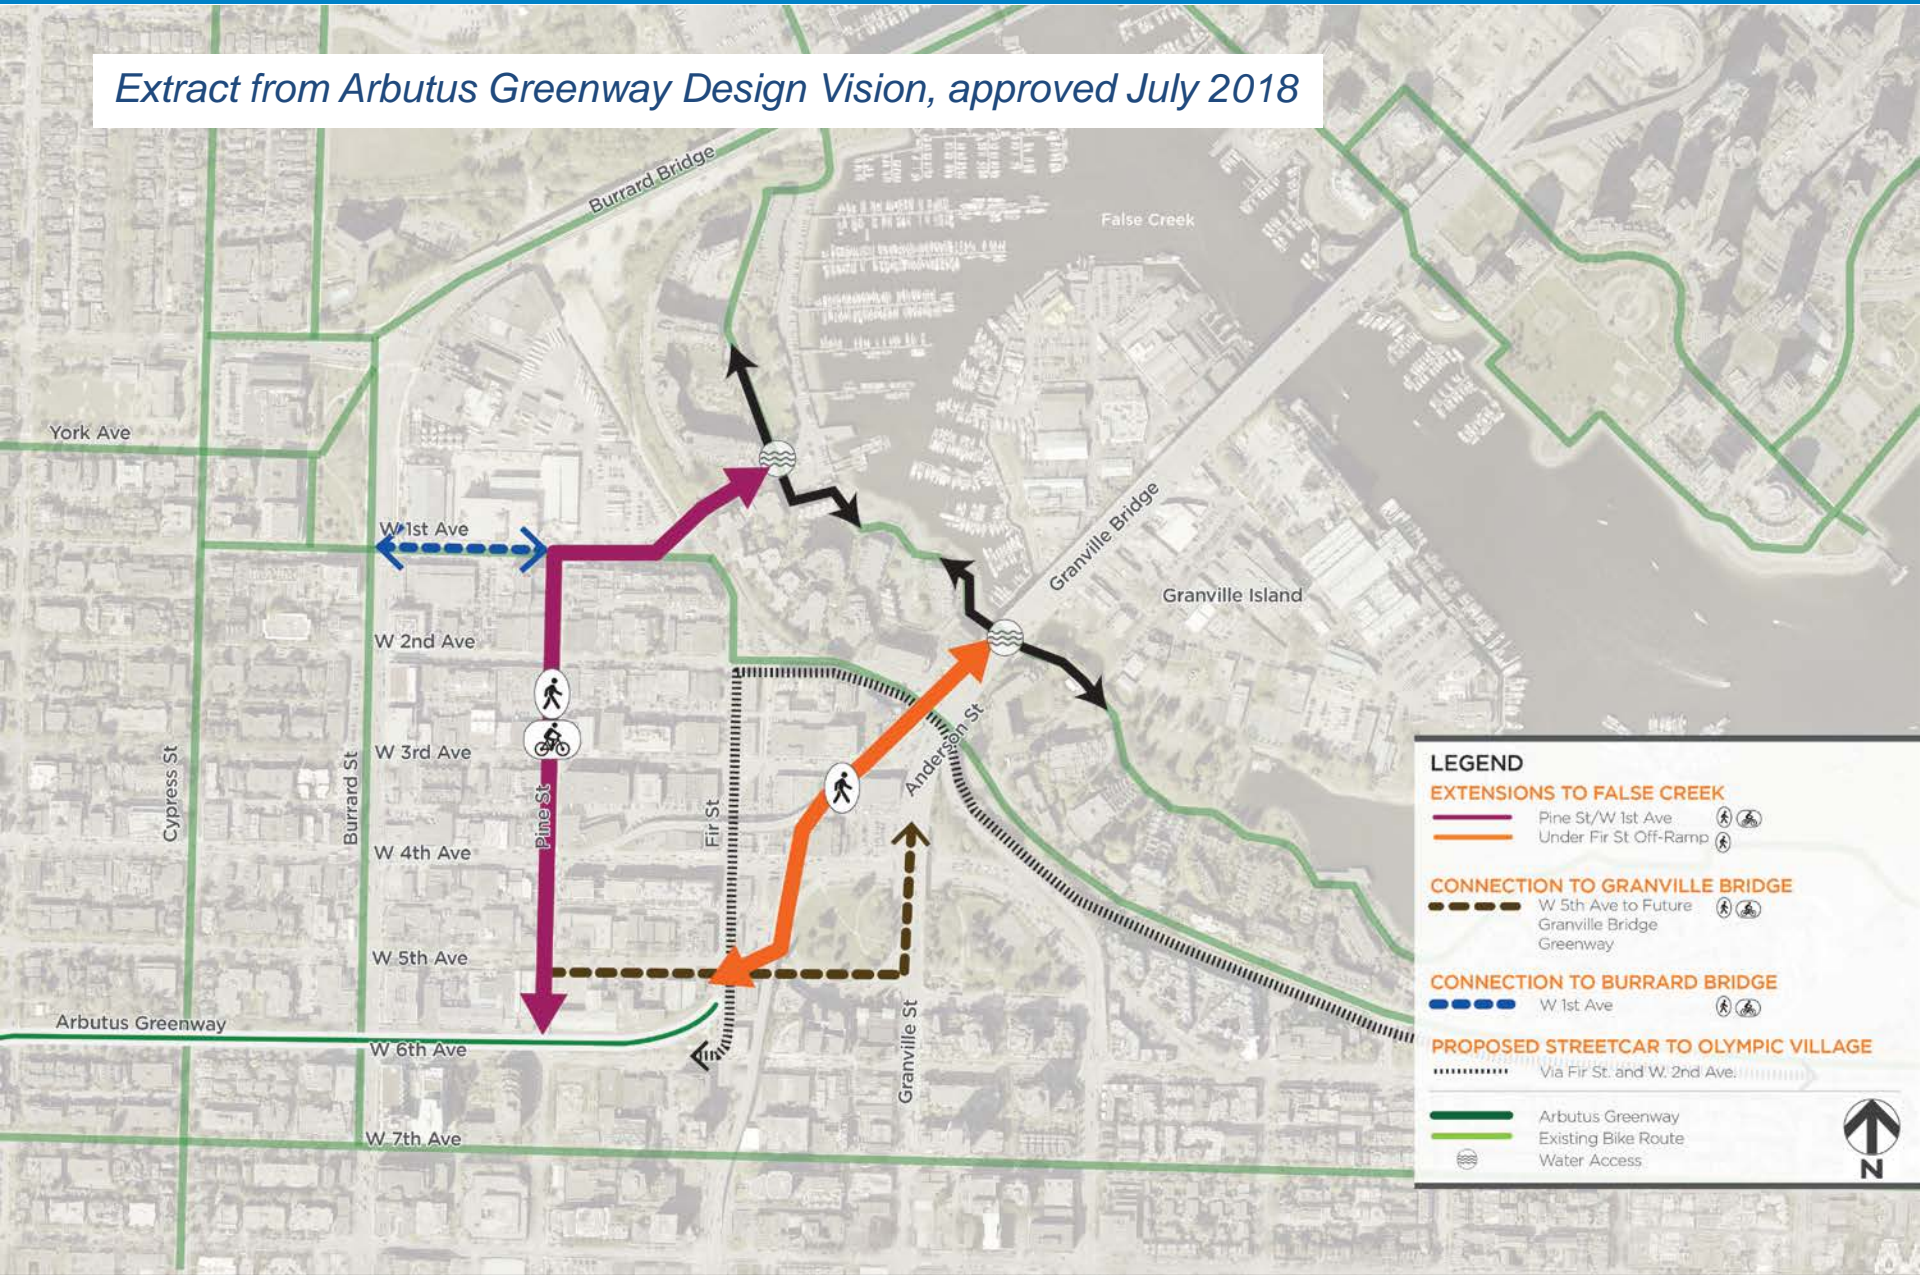 Extract from Arbutus Greenway Design Vision, approved July 2018
Burrard Bridge
False Creek
York Ave
W 1st Ave
Granville Bridge
Granville Island
W 2nd Ave
Anderson St
W 3rd Ave
Cypress St
Burrard St
Pine St
Fir St
W 4th Ave
W 5th Ave
Arbutus Greenway
W 6th Ave
Granville St
W 7th Ave
LEGEND
EXTENSIONS TO FALSE CREEK
Pine St/W 1st Ave
Under Fir St Off-Ramp
CONNECTION TO GRANVILLE BRIDGE
W 5th Ave to Future
Granville Bridge
Greenway
CONNECTION TO BURRARD BRIDGE
W 1st Ave
PROPOSED STREETCAR TO OLYMPIC VILLAGE
Via Fir St. and W. 2nd Ave.
Arbutus Greenway
Existing Bike Route
Water Access
N